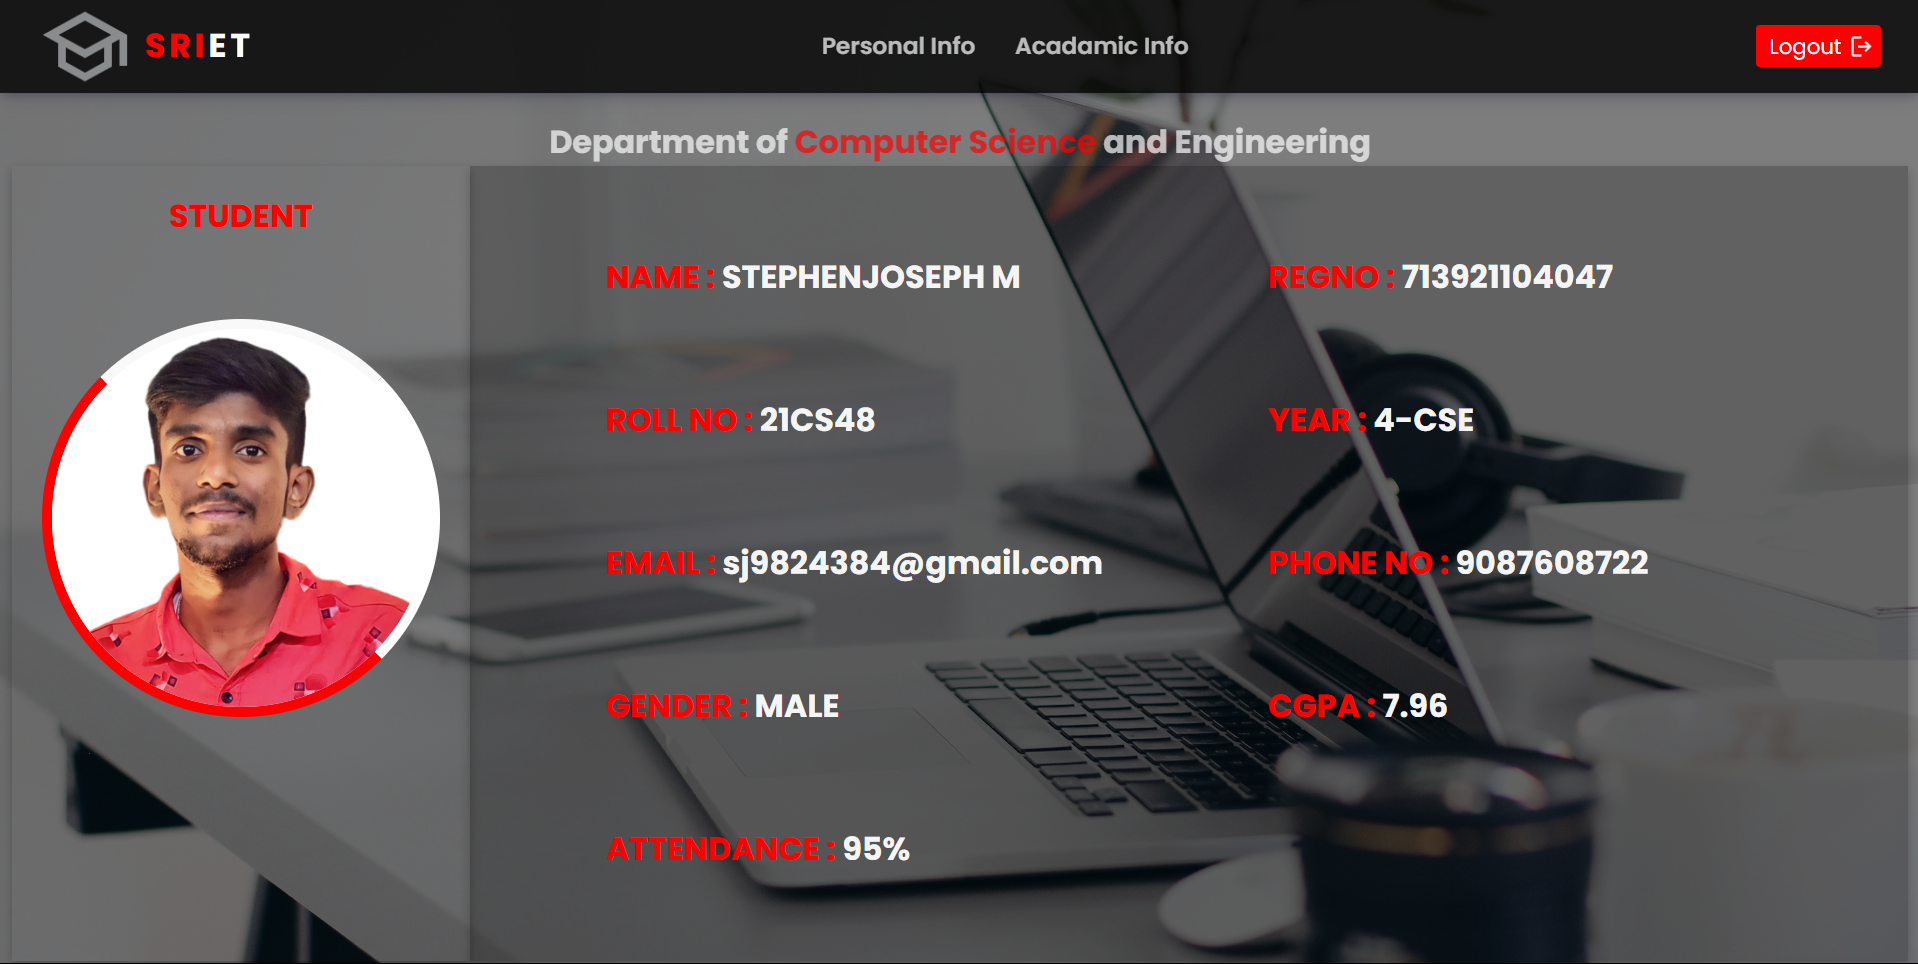 SRIET
Personal Info
Acadamic Info
Logout
Department of Computer Science and Engineering
STUDENT
NAME : STEPHENJOSEPH M
REGNO : 713921104047
ROLL NO : 21CS48
YEAR : 4-CSE
EMAIL : sj9824384@gmail.com
PHONE NO : 9087608722
GENDER : MALE
CGPA : 7.96
ATTENDANCE : 95%